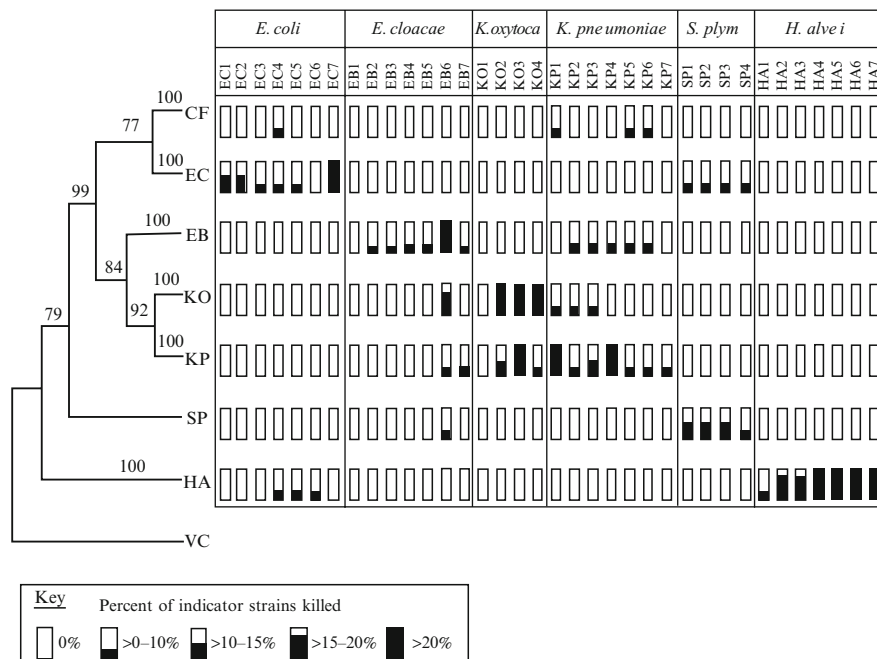 E. coli E. cloacae K.oxytoca K. pneumoniae S. plym H. alve i
EC1 EC2 EC3 EC4 EC5 EC6 EC7 EB1 EB2 EB3 EB4 EB5 EB6 EB7 KO1 KO2 KO3 KO4 KP1 KP2 KP3 KP4 KP5 KP6 KP7 SP1 SP2 SP3 SP4 HA1 HA2 HA3 HA4 HA5 HA6 HA7
100 CF
77
100 EC
99
100 EB
84
100 KO
79 92
100 KP
SP
100 HA
VC
Key Percent of indicator strains killed
0% >0–10% >10–15% >15–20% >20%